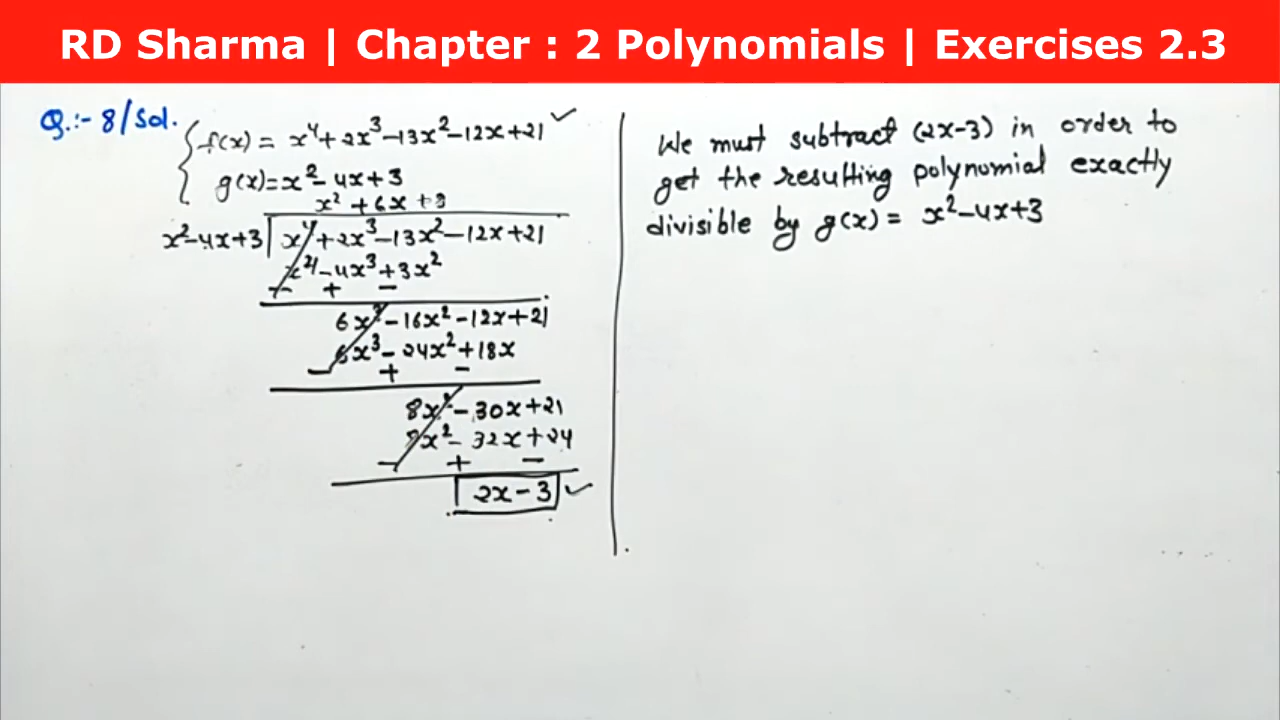 RD Sharma | Chapter : 2 Polynomials | Exercises 2.3
Q.:- 8/Sol.
f(x) = x⁴ + 2x³ - 13x² - 12x + 21
g(x) = x² - 4x + 3
x² + 6x + 8
x² - 4x + 3 | x⁴ + 2x³ - 13x² - 12x + 21
x⁴ - 4x³ + 3x²
- + -
6x³ - 16x² - 12x + 21
6x³ - 24x² + 18x
- + -
8x² - 30x + 21
8x² - 32x + 24
- + -
2x - 3
We must subtract (2x-3) in order to
get the resulting polynomial exactly
divisible by g(x) = x² - 4x + 3